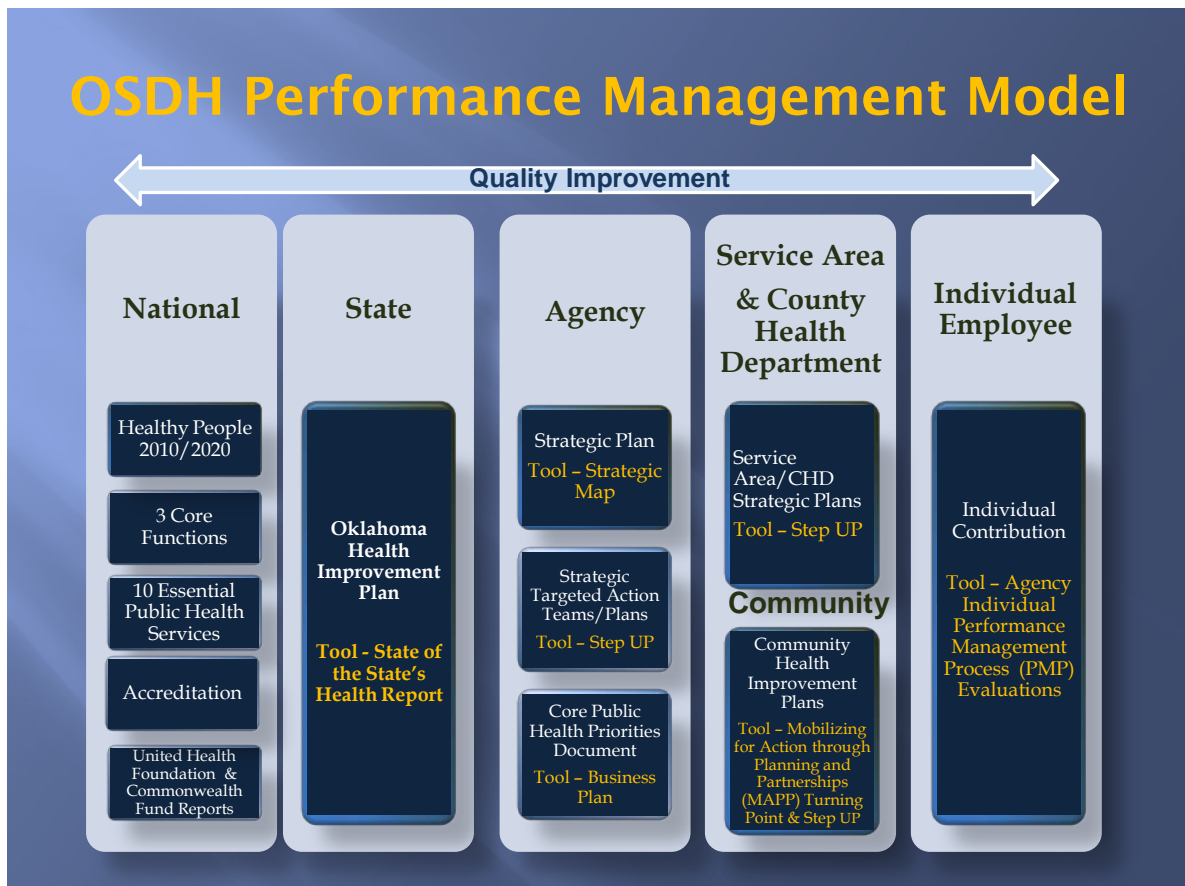 OSDH Performance Management Model
Quality Improvement
National
Healthy People
2010/2020
3 Core
Functions
10 Essential
Public Health
Services
Accreditation
United Health
Foundation &
Commonwealth
Fund Reports
State
Oklahoma
Health
Improvement
Plan
Tool - State of
the State's
Health Report
Agency
Strategic Plan
Tool – Strategic
Map
Strategic
Targeted Action
Teams/Plans
Tool – Step UP
Core Public
Health Priorities
Document
Tool – Business
Plan
Service Area
& County
Health
Department
Service
Area/CHD
Strategic Plans
Tool – Step UP
Community
Community
Health
Improvement
Plans
Tool – Mobilizing
for Action through
Planning and
Partnerships
(MAPP) Turning
Point & Step UP
Individual
Employee
Individual
Contribution
Tool – Agency
Individual
Performance
Management
Process (PMP)
Evaluations